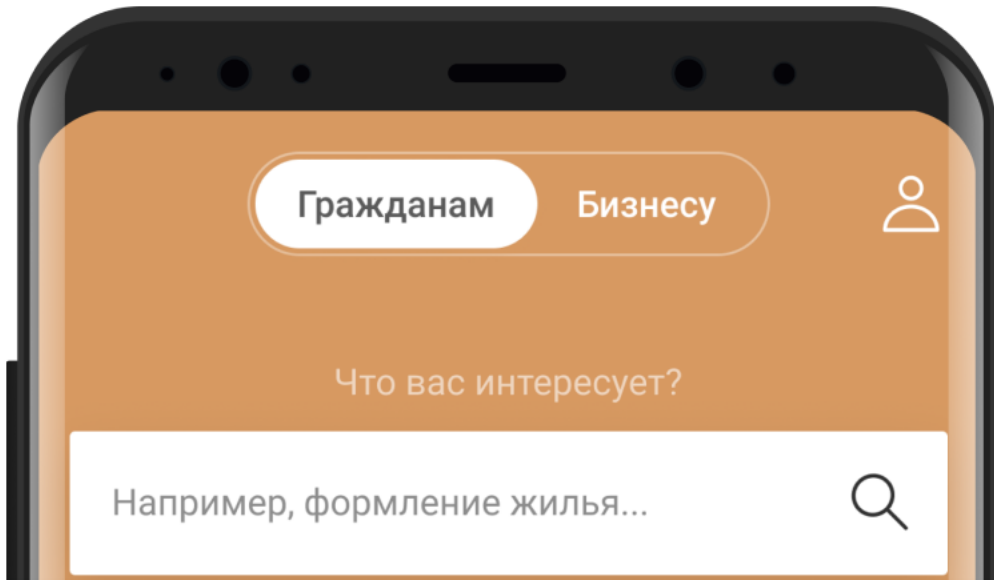 Гражданам Бизнесу
Что вас интересует?
Например, формление жилья...